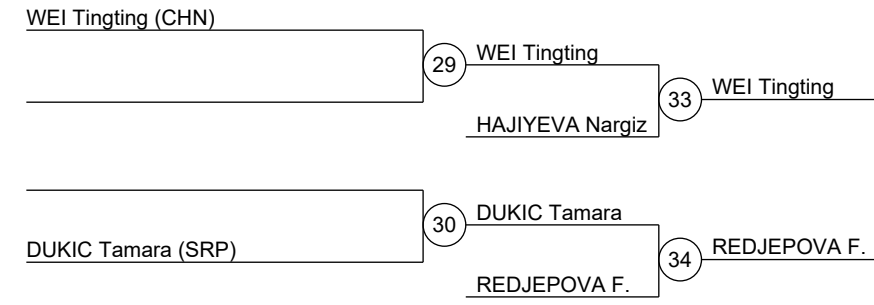 WEI Tingting (CHN)
29
WEI Tingting
33
WEI Tingting
HAJIYEVA Nargiz
30
DUKIC Tamara
DUKIC Tamara (SRP)
34
REDJEPOVA F.
REDJEPOVA F.